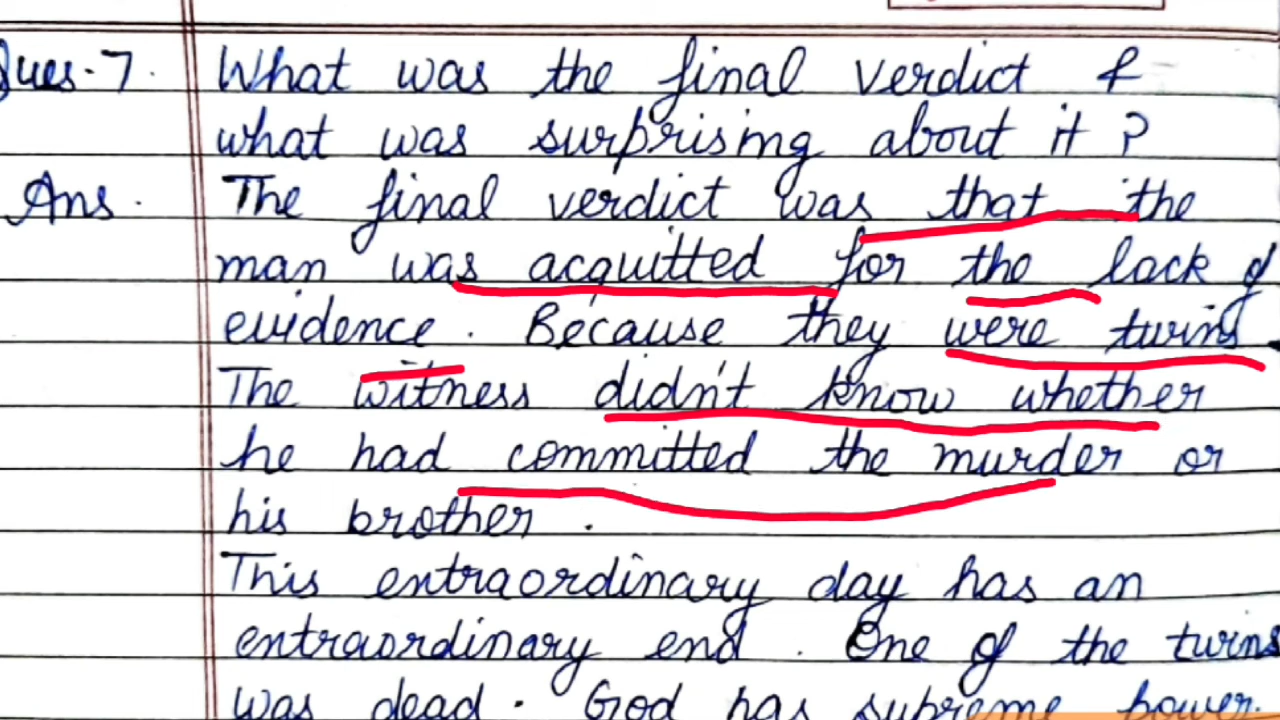 Ques. 7. What was the final verdict &
what was surprising about it ?
Ans. The final verdict was that the
man was acquitted for the lack of
evidence. Because they were twins.
The witness didn't know whether
he had committed the murder or
his brother.
This entraordinary day has an
entraordinary end. One of the twins
was dead. God has supreme power.